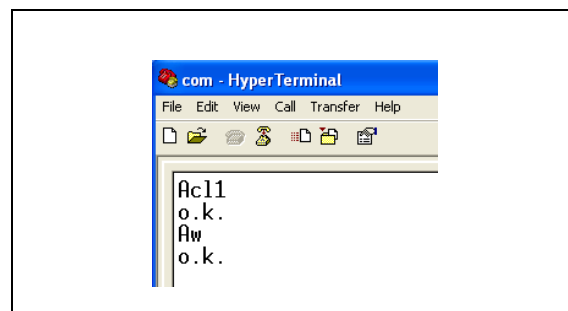 com - HyperTerminal
File Edit View Call Transfer Help
Acl1
o.k.
Aw
o.k.